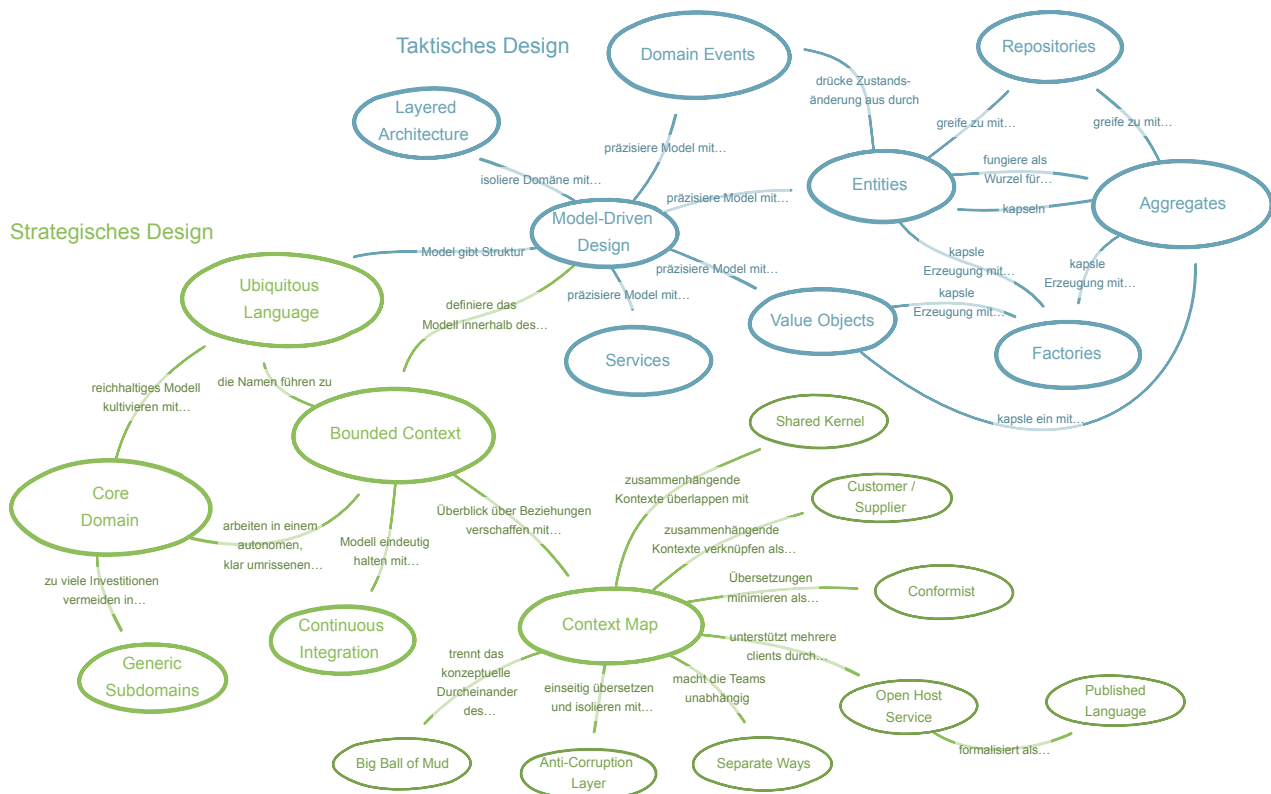 Taktisches Design
Domain Events
Repositories
drücke Zustands-
änderung aus durch
Layered
Architecture
greife zu mit…
greife zu mit…
präzisiere Model mit…
isoliere Domäne mit…
fungiere als
Wurzel für…
Entities
präzisiere Model mit…
kapseln
Aggregates
Model-Driven
Design
Strategisches Design
Model gibt Struktur
präzisiere Model mit…
kapsle
Erzeugung mit…
kapsle
Erzeugung mit…
Ubiquitous
Language
präzisiere Model mit…
kapsle
Erzeugung mit…
definiere das
Modell innerhalb des…
Value Objects
Services
Factories
die Namen führen zu
reichhaltiges Modell
kultivieren mit…
kapsle ein mit…
Shared Kernel
Bounded Context
zusammenhängende
Kontexte überlappen mit
Core
Domain
Überblick über Beziehungen
verschaffen mit…
Customer /
Supplier
arbeiten in einem
autonomen,
klar umrissenen…
Modell eindeutig
halten mit…
zusammenhängende
Kontexte verknüpfen als…
zu viele Investitionen
vermeiden in…
Übersetzungen
minimieren als…
Conformist
Continuous
Integration
Context Map
unterstützt mehrere
clients durch…
Generic
Subdomains
trennt das
konzeptuelle
Durcheinander
des…
einseitig übersetzen
und isolieren mit…
macht die Teams
unabhängig
Open Host
Service
Published
Language
formalisiert als…
Big Ball of Mud
Anti-Corruption
Layer
Separate Ways